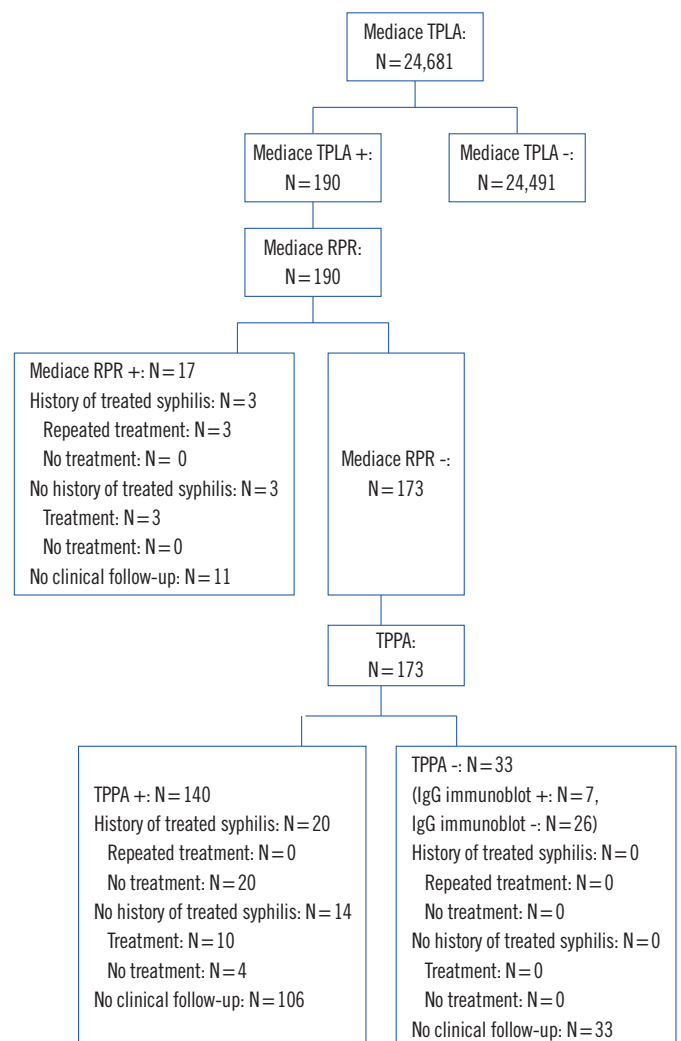 Mediace TPLA:
N=24,681
Mediace TPLA +:
N=190
Mediace TPLA -:
N=24,491
Mediace RPR:
N=190
Mediace RPR +: N=17
History of treated syphilis: N=3
Repeated treatment: N=3
No treatment: N= 0
No history of treated syphilis: N=3
Treatment: N=3
No treatment: N=0
No clinical follow-up: N=11
Mediace RPR -:
N=173
TPPA:
N=173
TPPA +: N=140
History of treated syphilis: N=20
Repeated treatment: N=0
No treatment: N=20
No history of treated syphilis: N=14
Treatment: N=10
No treatment: N=4
No clinical follow-up: N=106
TPPA -: N=33
(IgG immunoblot +: N=7,
IgG immunoblot -: N=26)
History of treated syphilis: N=0
Repeated treatment: N=0
No treatment: N=0
No history of treated syphilis: N=0
Treatment: N=0
No treatment: N=0
No clinical follow-up: N=33